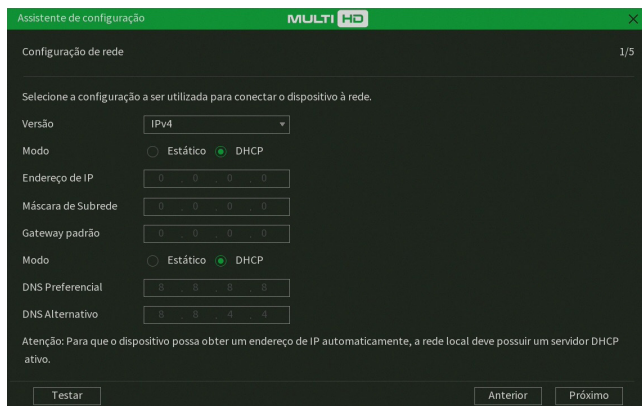 Assistente de configuração
MULTI HD
Configuração de rede
1/5
Selecione a configuração a ser utilizada para conectar o dispositivo à rede.
Versão IPv4
Modo Estático DHCP
Endereço de IP 0 . 0 . 0 . 0
Máscara de Subrede 0 . 0 . 0 . 0
Gateway padrão 0 . 0 . 0 . 0
Modo Estático DHCP
DNS Preferencial 8 . 8 . 8 . 8
DNS Alternativo 8 . 8 . 4 . 4
Atenção: Para que o dispositivo possa obter um endereço de IP automaticamente, a rede local deve possuir um servidor DHCP
ativo.
Testar Anterior Próximo